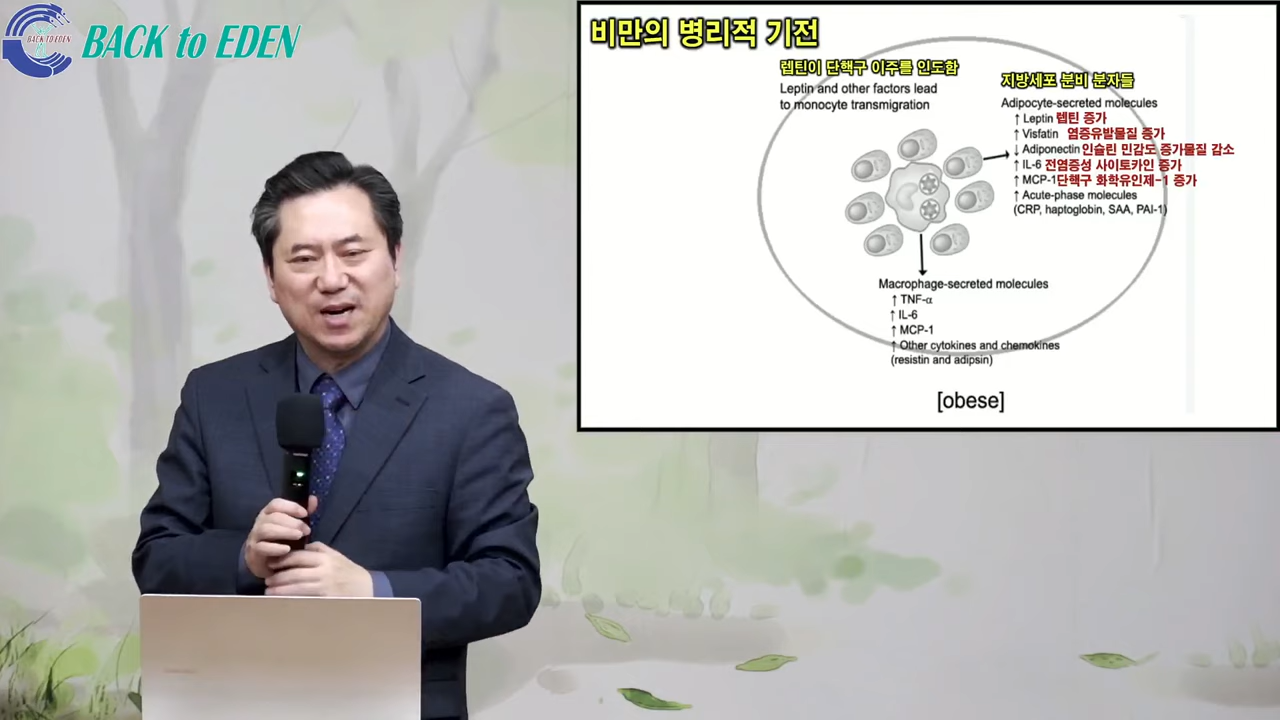 BACK TO EDEN
BACK to EDEN
비만의 병리적 기전
렙틴이 단핵구 이주를 인도함
Leptin and other factors lead
to monocyte transmigration
지방세포 분비 분자들
Adipocyte-secreted molecules
↑ Leptin 렙틴 증가
↑ Visfatin 염증유발물질 증가
↓ Adiponectin 인슐린 민감도 증가물질 감소
↑ IL-6 전염증성 사이토카인 증가
↑ MCP-1 단핵구 화학유인제-1 증가
↑ Acute-phase molecules
(CRP, haptoglobin, SAA, PAI-1)
Macrophage-secreted molecules
↑ TNF-α
↑ IL-6
↑ MCP-1
↑ Other cytokines and chemokines
(resistin and adipsin)
[obese]